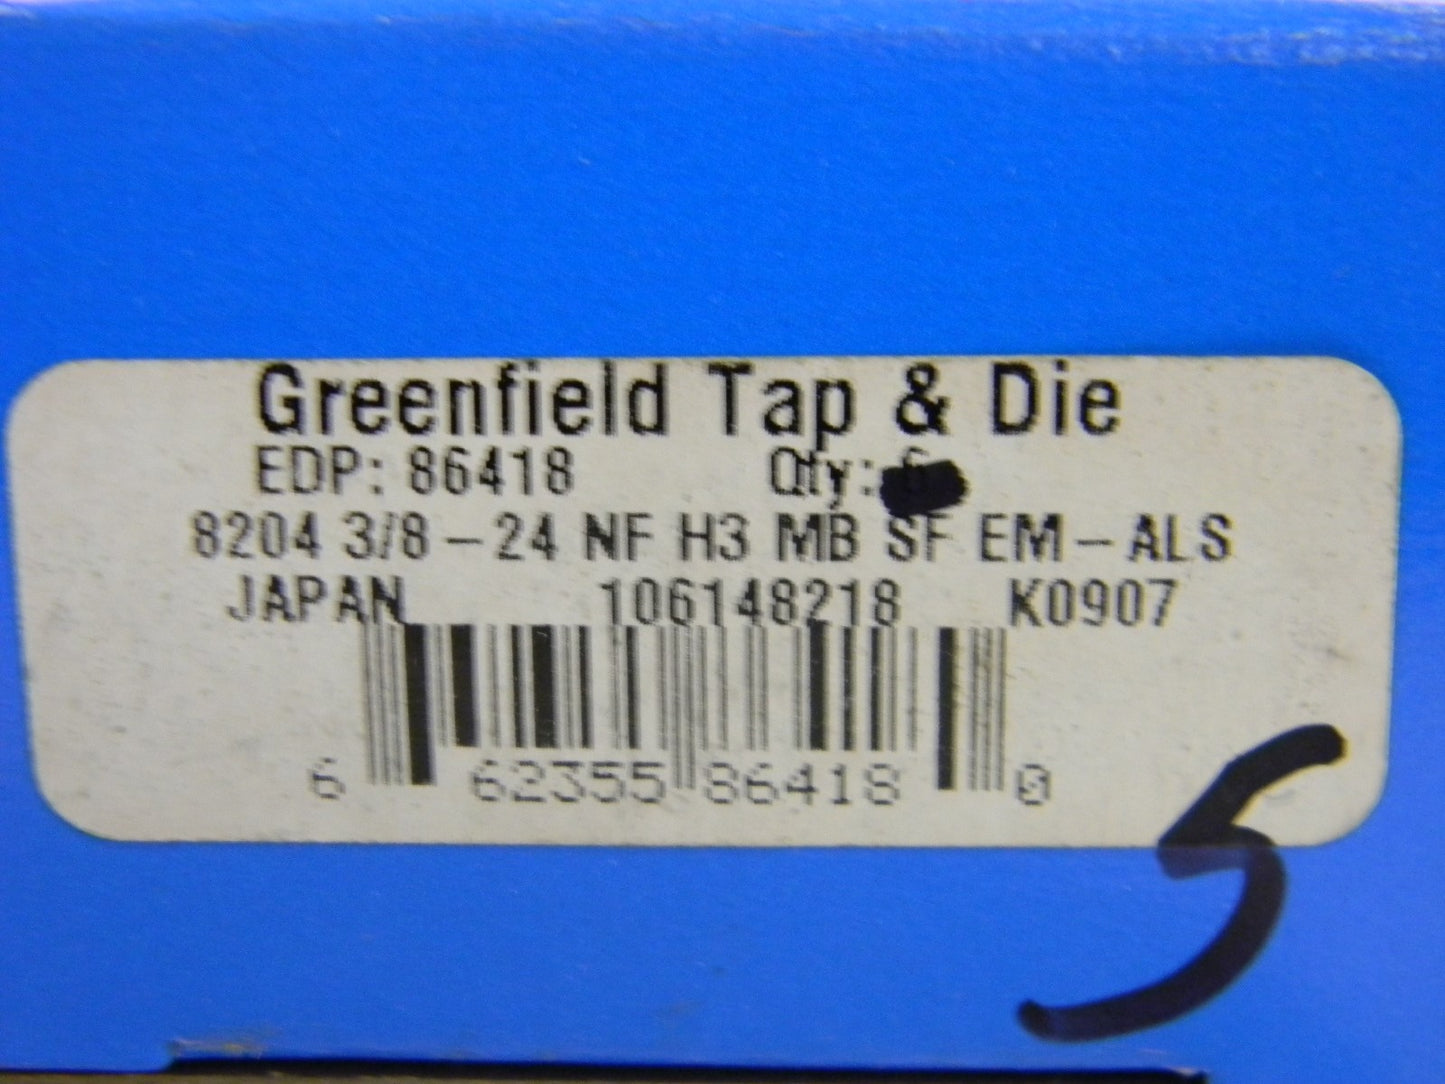 Greenfield Tap & Die
EDP: 86418 Qty:
8204 3/8-24 NF H3 MB SF EM-ALS
JAPAN 106148218 K0907
6 62355 86418 0
5